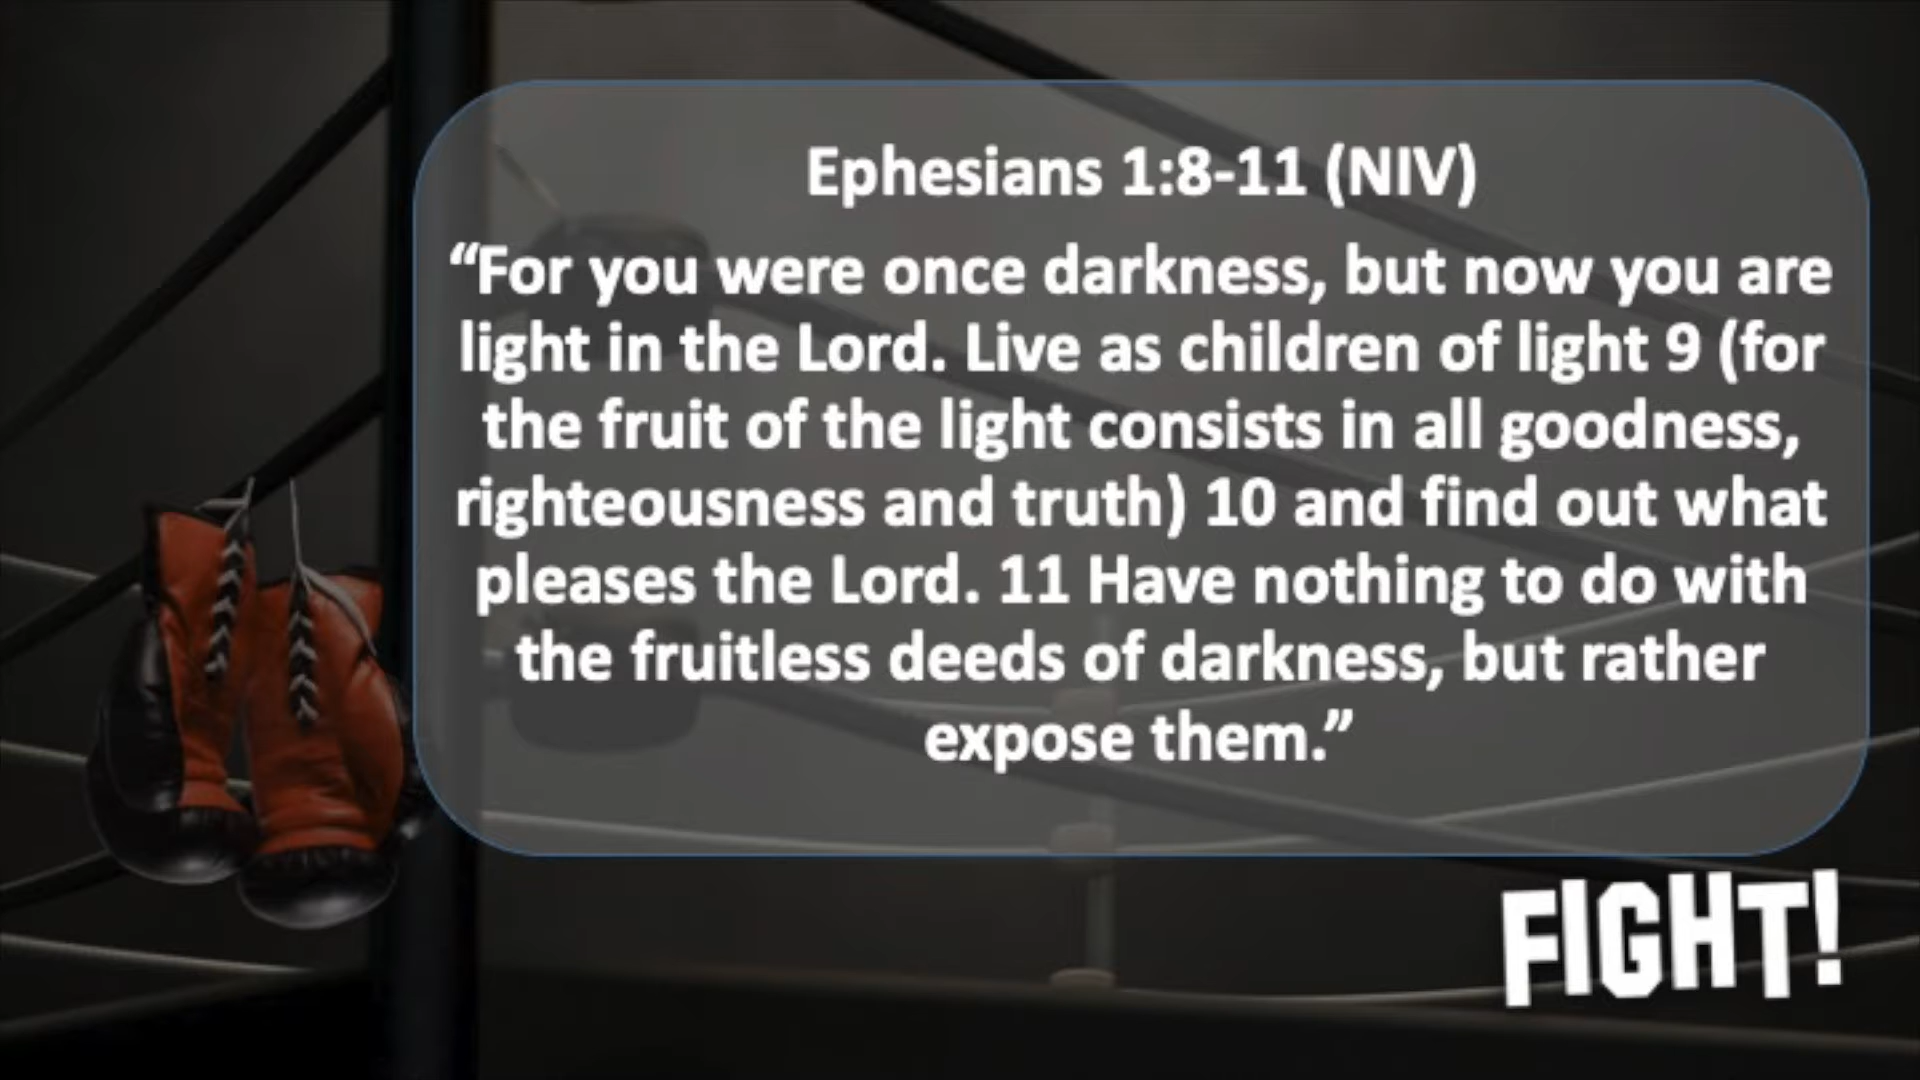 Ephesians 1:8-11 (NIV)
“For you were once darkness, but now you are
light in the Lord. Live as children of light 9 (for
the fruit of the light consists in all goodness,
righteousness and truth) 10 and find out what
pleases the Lord. 11 Have nothing to do with
the fruitless deeds of darkness, but rather
expose them.”
FIGHT!